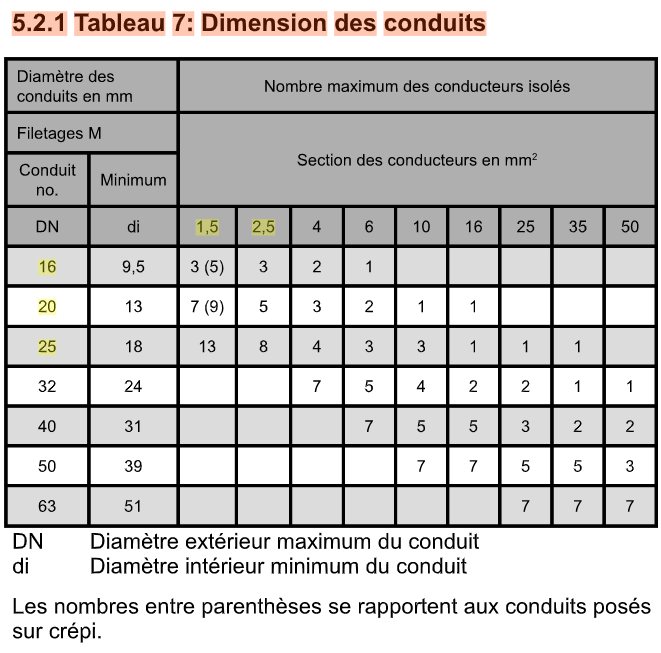 5.2.1 Tableau 7: Dimension des conduits
Diamètre des
conduits en mm
Nombre maximum des conducteurs isolés
Filetages M
Section des conducteurs en mm²
Conduit
no.
Minimum
DN di 1,5 2,5 4 6 10 16 25 35 50
16 9,5 3 (5) 3 2 1
20 13 7 (9) 5 3 2 1 1
25 18 13 8 4 3 3 1 1 1
32 24 7 5 4 2 2 1 1
40 31 7 5 5 3 2 2
50 39 7 7 5 5 3
63 51 7 7 7
DN Diamètre extérieur maximum du conduit
di Diamètre intérieur minimum du conduit
Les nombres entre parenthèses se rapportent aux conduits posés
sur crépi.